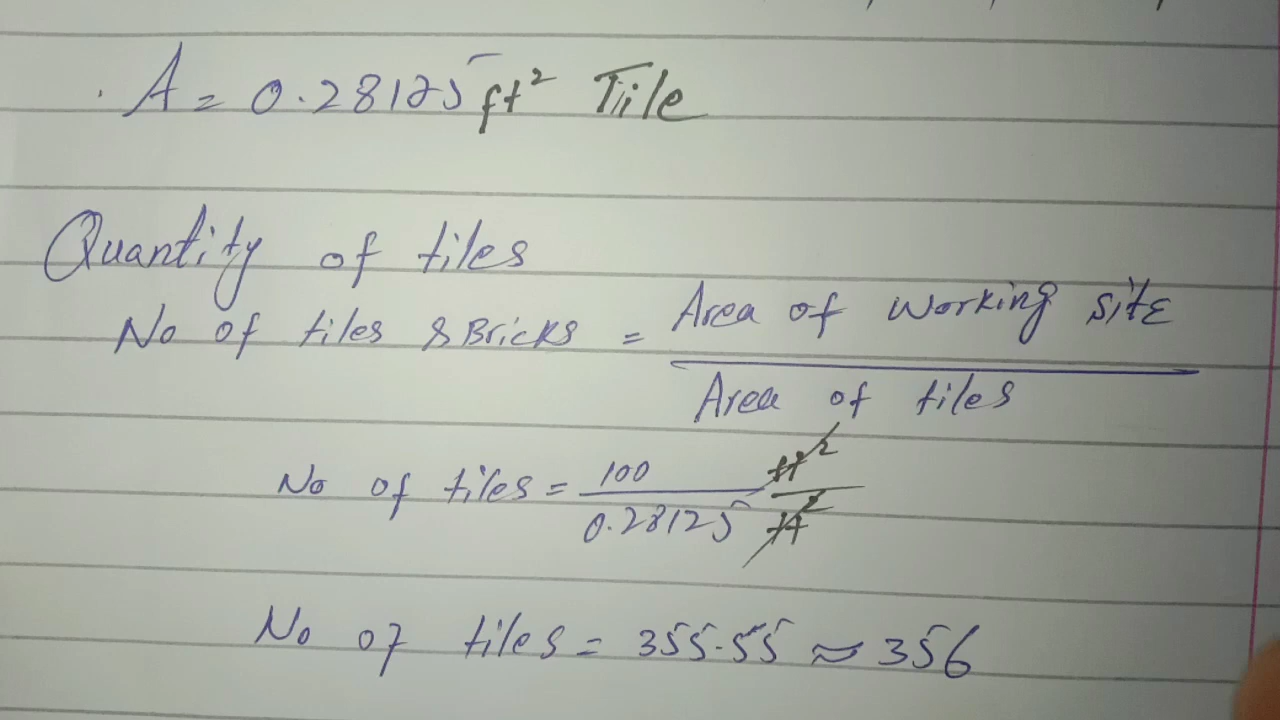 A = 0.28125 ft² Tile
Quantity of tiles
No of tiles & Bricks = Area of working site
Area of tiles
No of tiles = 100 ft²
0.28125 ft²
No of tiles = 355.55 ≈ 356